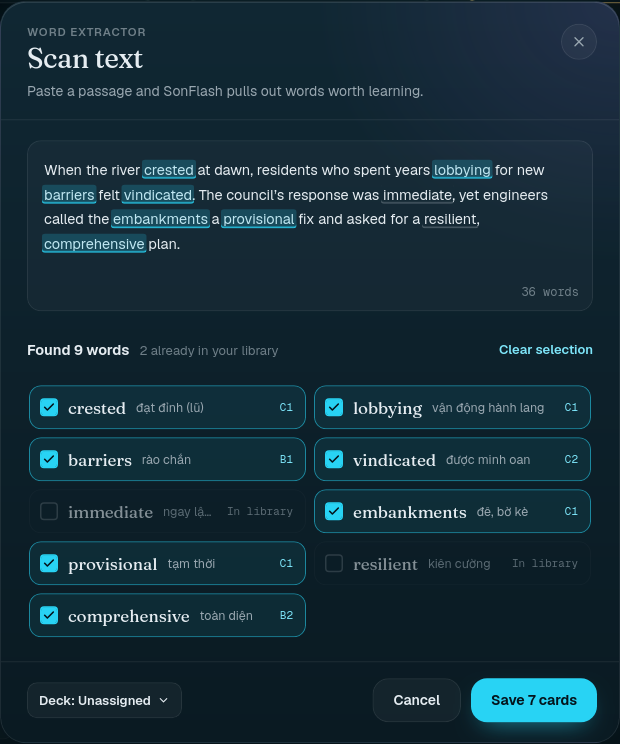 WORD EXTRACTOR
Scan text
Paste a passage and SonFlash pulls out words worth learning.
When the river crested at dawn, residents who spent years lobbying for new
barriers felt vindicated. The council's response was immediate, yet engineers
called the embankments a provisional fix and asked for a resilient,
comprehensive plan.
36 words
Found 9 words 2 already in your library Clear selection
crested đạt đỉnh (lũ) C1
lobbying vận động hành lang C1
barriers rào chắn B1
vindicated được minh oan C2
immediate ngay lậ… In library
embankments đê, bờ kè C1
provisional tạm thời C1
resilient kiên cường In library
comprehensive toàn diện B2
Deck: Unassigned Cancel Save 7 cards